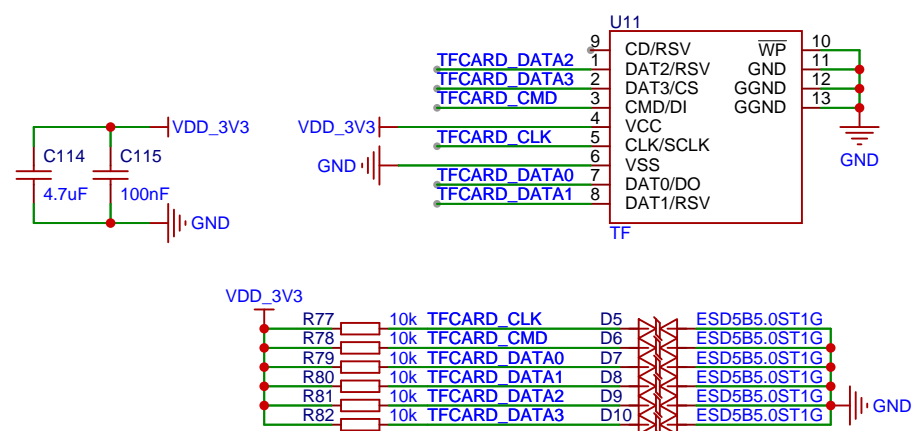 U11
9 CD/RSV WP 10
TFCARD_DATA2 1 DAT2/RSV GND 11
TFCARD_DATA3 2 DAT3/CS GGND 12
TFCARD_CMD 3 CMD/DI GGND 13
VDD_3V3 VDD_3V3 4 VCC
TFCARD_CLK 5 CLK/SCLK
C114 C115 GND 6 VSS GND
TFCARD_DATA0 7 DAT0/DO
4.7uF 100nF TFCARD_DATA1 8 DAT1/RSV
GND TF
VDD_3V3
R77 10k TFCARD_CLK D5 ESD5B5.0ST1G
R78 10k TFCARD_CMD D6 ESD5B5.0ST1G
R79 10k TFCARD_DATA0 D7 ESD5B5.0ST1G
R80 10k TFCARD_DATA1 D8 ESD5B5.0ST1G
R81 10k TFCARD_DATA2 D9 ESD5B5.0ST1G GND
R82 10k TFCARD_DATA3 D10 ESD5B5.0ST1G